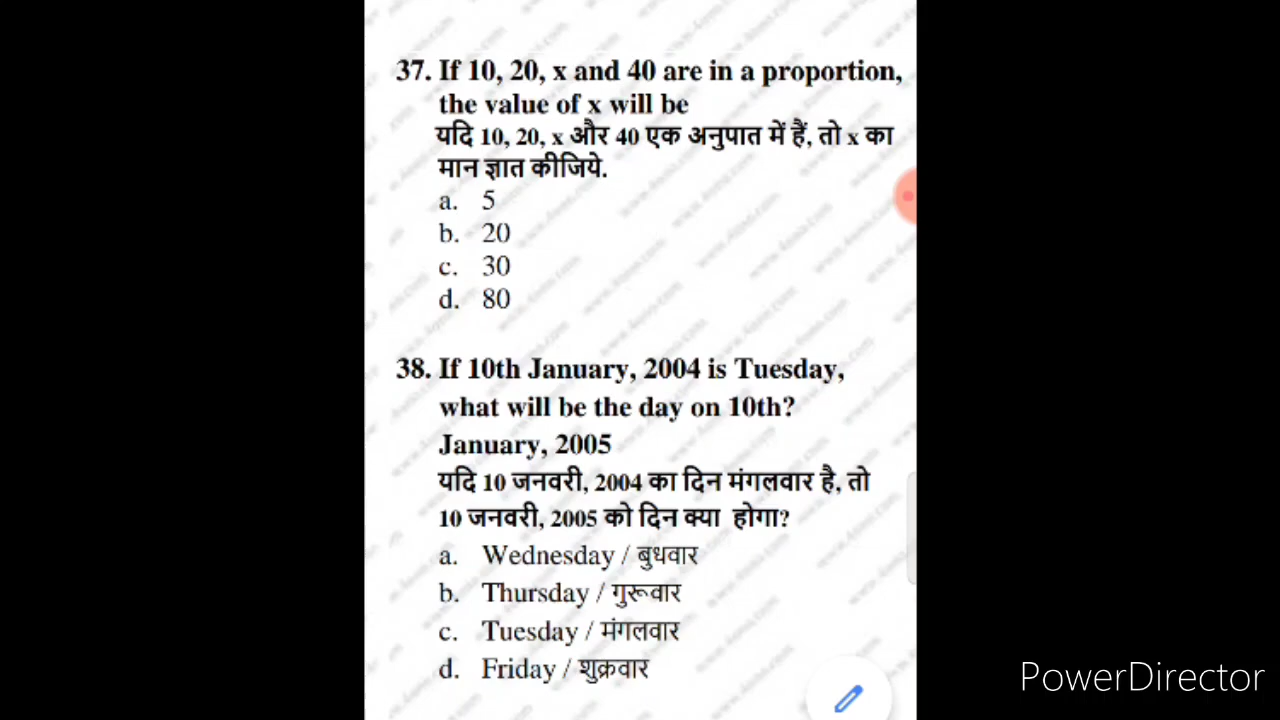 37. If 10, 20, x and 40 are in a proportion,
the value of x will be
यदि 10, 20, x और 40 एक अनुपात में हैं, तो x का
मान ज्ञात कीजिये.
a. 5
b. 20
c. 30
d. 80
38. If 10th January, 2004 is Tuesday,
what will be the day on 10th?
January, 2005
यदि 10 जनवरी, 2004 का दिन मंगलवार है, तो
10 जनवरी, 2005 को दिन क्या होगा?
a. Wednesday / बुधवार
b. Thursday / गुरूवार
c. Tuesday / मंगलवार
d. Friday / शुक्रवार
PowerDirector